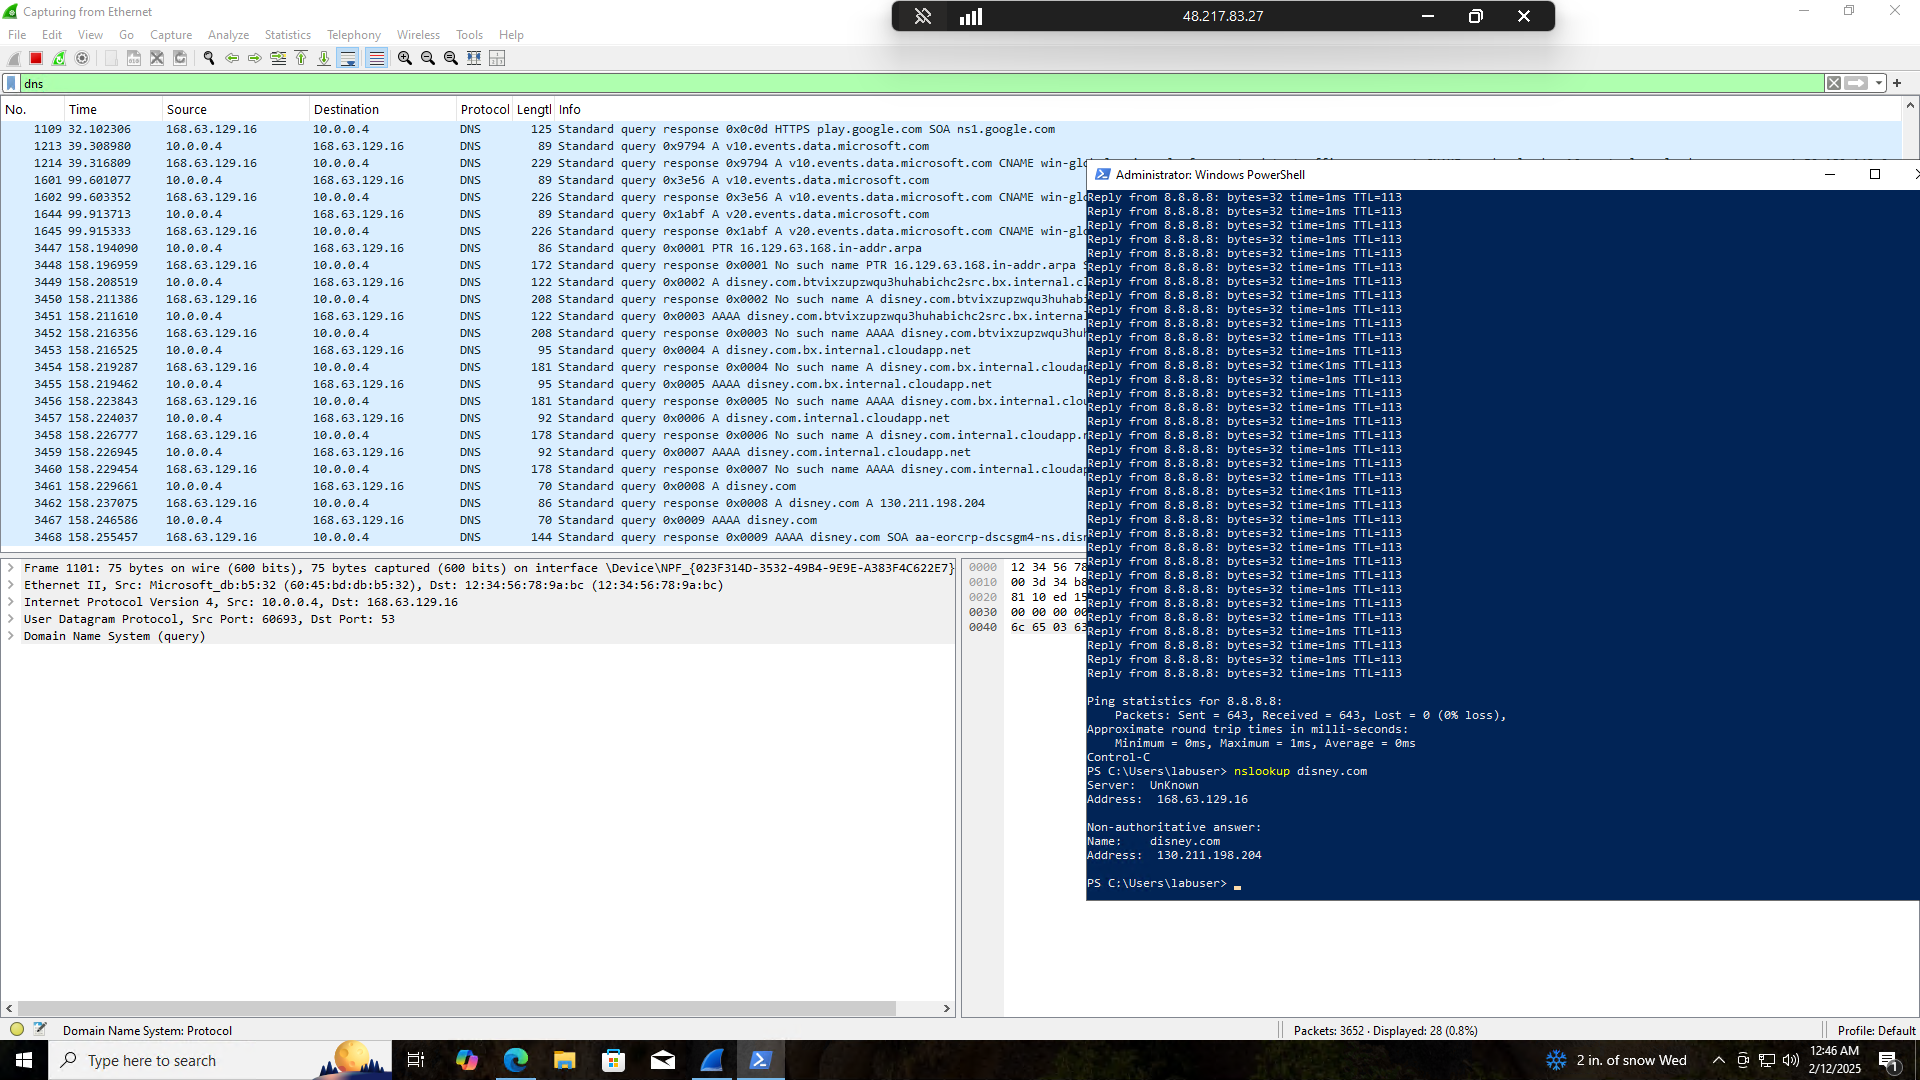 Capturing from Ethernet
48.217.83.27
File Edit View Go Capture Analyze Statistics Telephony Wireless Tools Help
dns
No. Time Source Destination Protocol Lengtl Info
1109 32.102306 168.63.129.16 10.0.0.4 DNS 125 Standard query response 0x0c0d HTTPS play.google.com SOA ns1.google.com
1213 39.308980 10.0.0.4 168.63.129.16 DNS 89 Standard query 0x9794 A v10.events.data.microsoft.com
1214 39.316809 168.63.129.16 10.0.0.4 DNS 229 Standard query response 0x9794 A v10.events.data.microsoft.com CNAME win-glo
1601 99.601077 10.0.0.4 168.63.129.16 DNS 89 Standard query 0x3e56 A v10.events.data.microsoft.com
1602 99.603352 168.63.129.16 10.0.0.4 DNS 226 Standard query response 0x3e56 A v10.events.data.microsoft.com CNAME win-glo
1644 99.913713 10.0.0.4 168.63.129.16 DNS 89 Standard query 0x1abf A v20.events.data.microsoft.com
1645 99.915333 168.63.129.16 10.0.0.4 DNS 226 Standard query response 0x1abf A v20.events.data.microsoft.com CNAME win-glo
3447 158.194090 10.0.0.4 168.63.129.16 DNS 86 Standard query 0x0001 PTR 16.129.63.168.in-addr.arpa
3448 158.196959 168.63.129.16 10.0.0.4 DNS 172 Standard query response 0x0001 No such name PTR 16.129.63.168.in-addr.arpa S
3449 158.208519 10.0.0.4 168.63.129.16 DNS 122 Standard query 0x0002 A disney.com.btvixzupzwqu3huhabichc2src.bx.internal.cl
3450 158.211386 168.63.129.16 10.0.0.4 DNS 208 Standard query response 0x0002 No such name A disney.com.btvixzupzwqu3huhabi
3451 158.211610 10.0.0.4 168.63.129.16 DNS 122 Standard query 0x0003 AAAA disney.com.btvixzupzwqu3huhabichc2src.bx.internal
3452 158.216356 168.63.129.16 10.0.0.4 DNS 208 Standard query response 0x0003 No such name AAAA disney.com.btvixzupzwqu3huh
3453 158.216525 10.0.0.4 168.63.129.16 DNS 95 Standard query 0x0004 A disney.com.bx.internal.cloudapp.net
3454 158.219287 168.63.129.16 10.0.0.4 DNS 181 Standard query response 0x0004 No such name A disney.com.bx.internal.cloudap
3455 158.219462 10.0.0.4 168.63.129.16 DNS 95 Standard query 0x0005 AAAA disney.com.bx.internal.cloudapp.net
3456 158.223843 168.63.129.16 10.0.0.4 DNS 181 Standard query response 0x0005 No such name AAAA disney.com.bx.internal.clou
3457 158.224037 10.0.0.4 168.63.129.16 DNS 92 Standard query 0x0006 A disney.com.internal.cloudapp.net
3458 158.226777 168.63.129.16 10.0.0.4 DNS 178 Standard query response 0x0006 No such name A disney.com.internal.cloudapp.n
3459 158.226945 10.0.0.4 168.63.129.16 DNS 92 Standard query 0x0007 AAAA disney.com.internal.cloudapp.net
3460 158.229454 168.63.129.16 10.0.0.4 DNS 178 Standard query response 0x0007 No such name AAAA disney.com.internal.cloudap
3461 158.229661 10.0.0.4 168.63.129.16 DNS 70 Standard query 0x0008 A disney.com
3462 158.237075 168.63.129.16 10.0.0.4 DNS 86 Standard query response 0x0008 A disney.com A 130.211.198.204
3467 158.246586 10.0.0.4 168.63.129.16 DNS 70 Standard query 0x0009 AAAA disney.com
3468 158.255457 168.63.129.16 10.0.0.4 DNS 144 Standard query response 0x0009 AAAA disney.com SOA aa-eorcrp-dscsgm4-ns.disn
Frame 1101: 75 bytes on wire (600 bits), 75 bytes captured (600 bits) on interface \Device\NPF_{023F314D-3532-49B4-9E9E-A383F4C622E7}
Ethernet II, Src: Microsoft_db:b5:32 (60:45:bd:db:b5:32), Dst: 12:34:56:78:9a:bc (12:34:56:78:9a:bc)
Internet Protocol Version 4, Src: 10.0.0.4, Dst: 168.63.129.16
User Datagram Protocol, Src Port: 60693, Dst Port: 53
Domain Name System (query)
0000 12 34 56 78
0010 00 3d 34 b8
0020 81 10 ed 15
0030 00 00 00 00
0040 6c 65 03 63
Administrator: Windows PowerShell
Reply from 8.8.8.8: bytes=32 time=1ms TTL=113
Reply from 8.8.8.8: bytes=32 time=1ms TTL=113
Reply from 8.8.8.8: bytes=32 time=1ms TTL=113
Reply from 8.8.8.8: bytes=32 time=1ms TTL=113
Reply from 8.8.8.8: bytes=32 time=1ms TTL=113
Reply from 8.8.8.8: bytes=32 time=1ms TTL=113
Reply from 8.8.8.8: bytes=32 time=1ms TTL=113
Reply from 8.8.8.8: bytes=32 time=1ms TTL=113
Reply from 8.8.8.8: bytes=32 time=1ms TTL=113
Reply from 8.8.8.8: bytes=32 time=1ms TTL=113
Reply from 8.8.8.8: bytes=32 time=1ms TTL=113
Reply from 8.8.8.8: bytes=32 time=1ms TTL=113
Reply from 8.8.8.8: bytes=32 time<1ms TTL=113
Reply from 8.8.8.8: bytes=32 time=1ms TTL=113
Reply from 8.8.8.8: bytes=32 time=1ms TTL=113
Reply from 8.8.8.8: bytes=32 time=1ms TTL=113
Reply from 8.8.8.8: bytes=32 time=1ms TTL=113
Reply from 8.8.8.8: bytes=32 time=1ms TTL=113
Reply from 8.8.8.8: bytes=32 time=1ms TTL=113
Reply from 8.8.8.8: bytes=32 time=1ms TTL=113
Reply from 8.8.8.8: bytes=32 time=1ms TTL=113
Reply from 8.8.8.8: bytes=32 time<1ms TTL=113
Reply from 8.8.8.8: bytes=32 time=1ms TTL=113
Reply from 8.8.8.8: bytes=32 time=1ms TTL=113
Reply from 8.8.8.8: bytes=32 time=1ms TTL=113
Reply from 8.8.8.8: bytes=32 time=1ms TTL=113
Reply from 8.8.8.8: bytes=32 time=1ms TTL=113
Reply from 8.8.8.8: bytes=32 time=1ms TTL=113
Reply from 8.8.8.8: bytes=32 time=1ms TTL=113
Reply from 8.8.8.8: bytes=32 time=1ms TTL=113
Reply from 8.8.8.8: bytes=32 time=1ms TTL=113
Reply from 8.8.8.8: bytes=32 time=1ms TTL=113
Reply from 8.8.8.8: bytes=32 time=1ms TTL=113
Reply from 8.8.8.8: bytes=32 time=1ms TTL=113
Reply from 8.8.8.8: bytes=32 time=1ms TTL=113
Ping statistics for 8.8.8.8:
Packets: Sent = 643, Received = 643, Lost = 0 (0% loss),
Approximate round trip times in milli-seconds:
Minimum = 0ms, Maximum = 1ms, Average = 0ms
Control-C
PS C:\Users\labuser> nslookup disney.com
Server: UnKnown
Address: 168.63.129.16
Non-authoritative answer:
Name: disney.com
Address: 130.211.198.204
PS C:\Users\labuser>
Domain Name System: Protocol
Packets: 3652 · Displayed: 28 (0.8%)
Profile: Default
Type here to search
2 in. of snow Wed
12:46 AM
2/12/2025
1